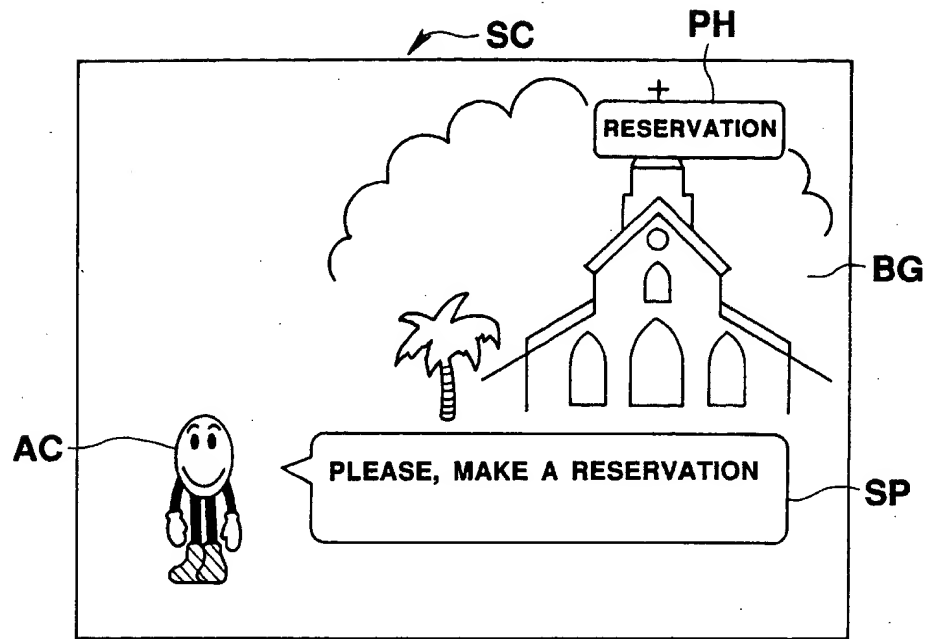 SC
PH
RESERVATION
BG
AC
PLEASE, MAKE A RESERVATION
SP